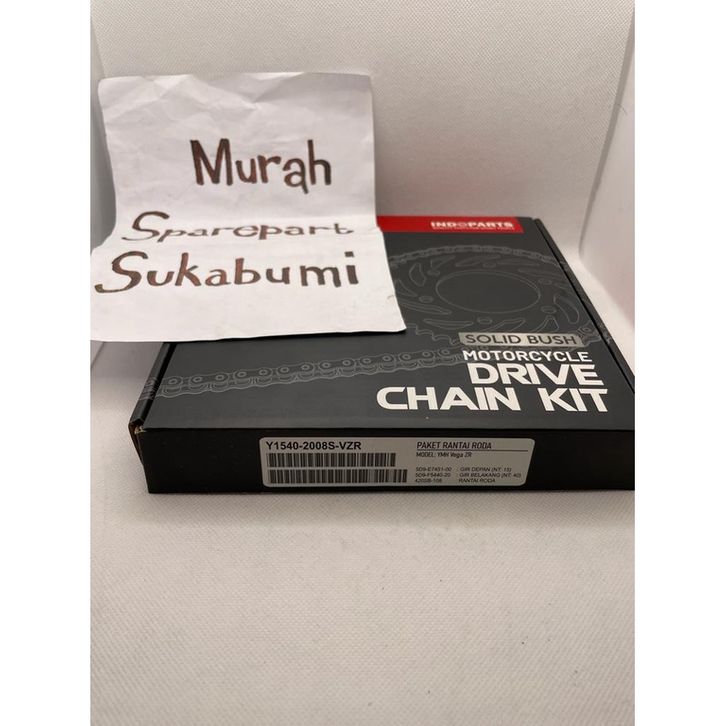 Murah
Sparepart
Sukabumi
INDOPARTS
SOLID BUSH
MOTORCYCLE
DRIVE
CHAIN KIT
Y1540-2008S-VZR
PAKET RANTAI RODA
MODEL: YMH Vega ZR
5D9-E7451-00 : GIR DEPAN (NT: 15)
5D9-F5440-20 : GIR BELAKANG (NT: 40)
420SB-108 : RANTAI RODA